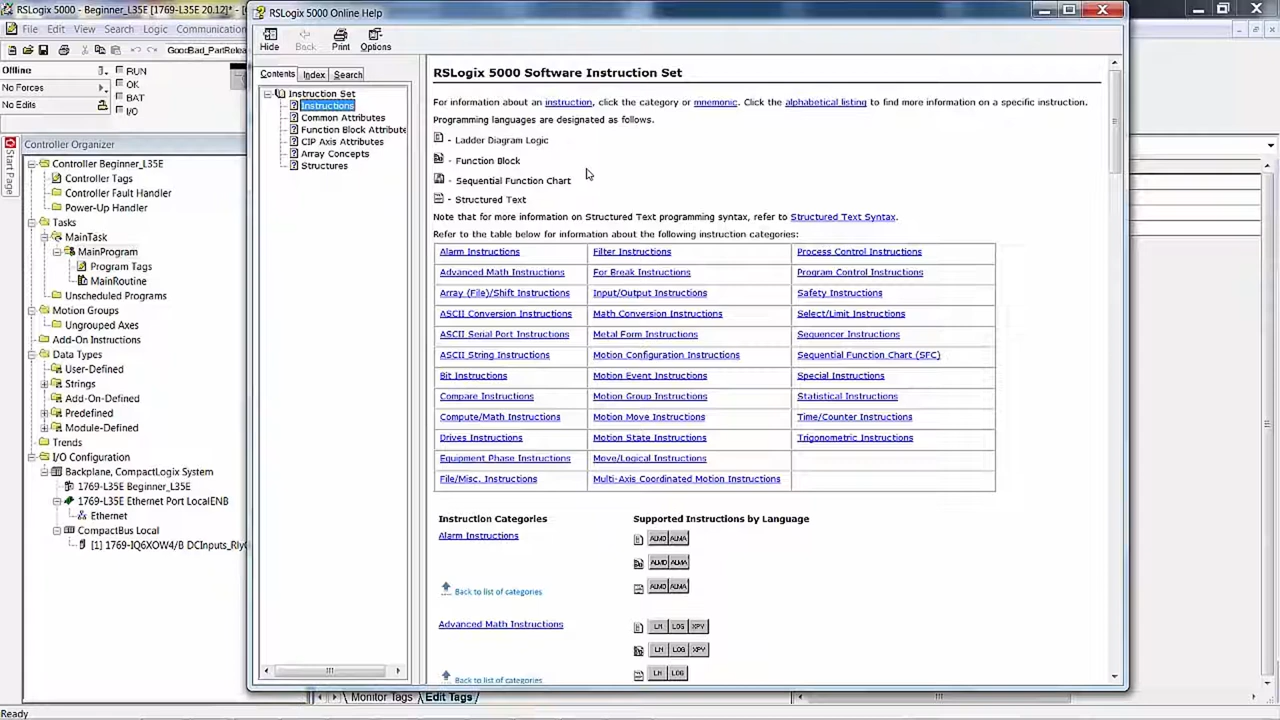 RSLogix 5000 - Beginner_L35E [1769-L35E 20.12]*
File Edit View Search Logic Communication
GoodBad_PartRele
Offline
RUN
No Forces
OK
No Edits
BAT
I/O
Start Page
Controller Organizer
Controller Beginner_L35E
Controller Tags
Controller Fault Handler
Power-Up Handler
Tasks
MainTask
MainProgram
Program Tags
MainRoutine
Unscheduled Programs
Motion Groups
Ungrouped Axes
Add-On Instructions
Data Types
User-Defined
Strings
Add-On-Defined
Predefined
Module-Defined
Trends
I/O Configuration
Backplane, CompactLogix System
1769-L35E Beginner_L35E
1769-L35E Ethernet Port LocalENB
Ethernet
CompactBus Local
[1] 1769-IQ6XOW4/B DCInputs_Rly
Ready
Monitor Tags Edit Tags
RSLogix 5000 Online Help
Hide Back Print Options
Contents Index Search
Instruction Set
Instructions
Common Attributes
Function Block Attribute
CIP Axis Attributes
Array Concepts
Structures
RSLogix 5000 Software Instruction Set
For information about an instruction, click the category or mnemonic. Click the alphabetical listing to find more information on a specific instruction.
Programming languages are designated as follows.
- Ladder Diagram Logic
- Function Block
- Sequential Function Chart
- Structured Text
Note that for more information on Structured Text programming syntax, refer to Structured Text Syntax.
Refer to the table below for information about the following instruction categories:
Alarm Instructions Filter Instructions Process Control Instructions
Advanced Math Instructions For Break Instructions Program Control Instructions
Array (File)/Shift Instructions Input/Output Instructions Safety Instructions
ASCII Conversion Instructions Math Conversion Instructions Select/Limit Instructions
ASCII Serial Port Instructions Metal Form Instructions Sequencer Instructions
ASCII String Instructions Motion Configuration Instructions Sequential Function Chart (SFC)
Bit Instructions Motion Event Instructions Special Instructions
Compare Instructions Motion Group Instructions Statistical Instructions
Compute/Math Instructions Motion Move Instructions Time/Counter Instructions
Drives Instructions Motion State Instructions Trigonometric Instructions
Equipment Phase Instructions Move/Logical Instructions
File/Misc. Instructions Multi-Axis Coordinated Motion Instructions
Instruction Categories Supported Instructions by Language
Alarm Instructions ALMD ALMA
ALMD ALMA
ALMD ALMA
Back to list of categories
Advanced Math Instructions LN LOG XPY
LN LOG XPY
LN LOG
Back to list of categories